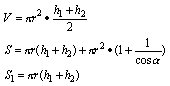 V = πr² • (h₁ + h₂)/2
S = πr(h₁ + h₂) + πr² • (1 + 1/cosα)
S₁ = πr(h₁ + h₂)